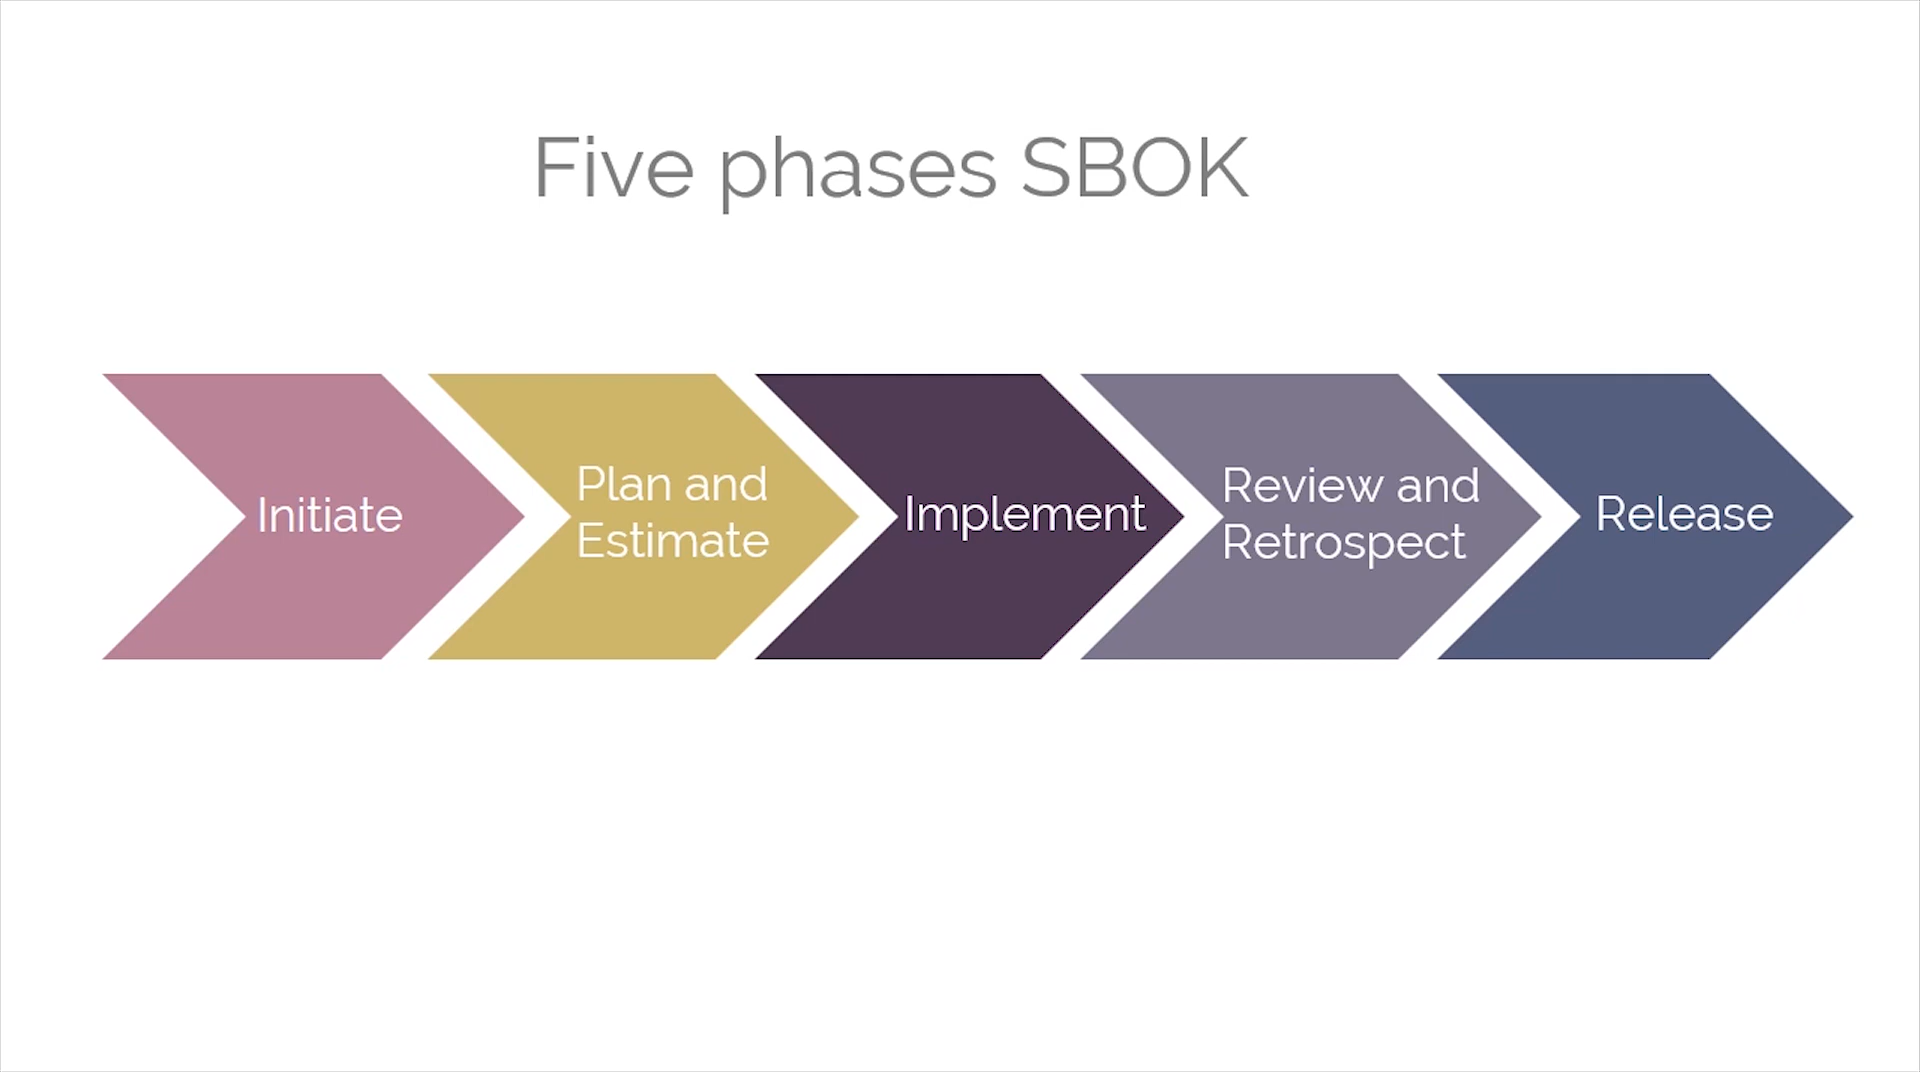 Five phases SBOK
Initiate
Plan and
Estimate
Implement
Review and
Retrospect
Release